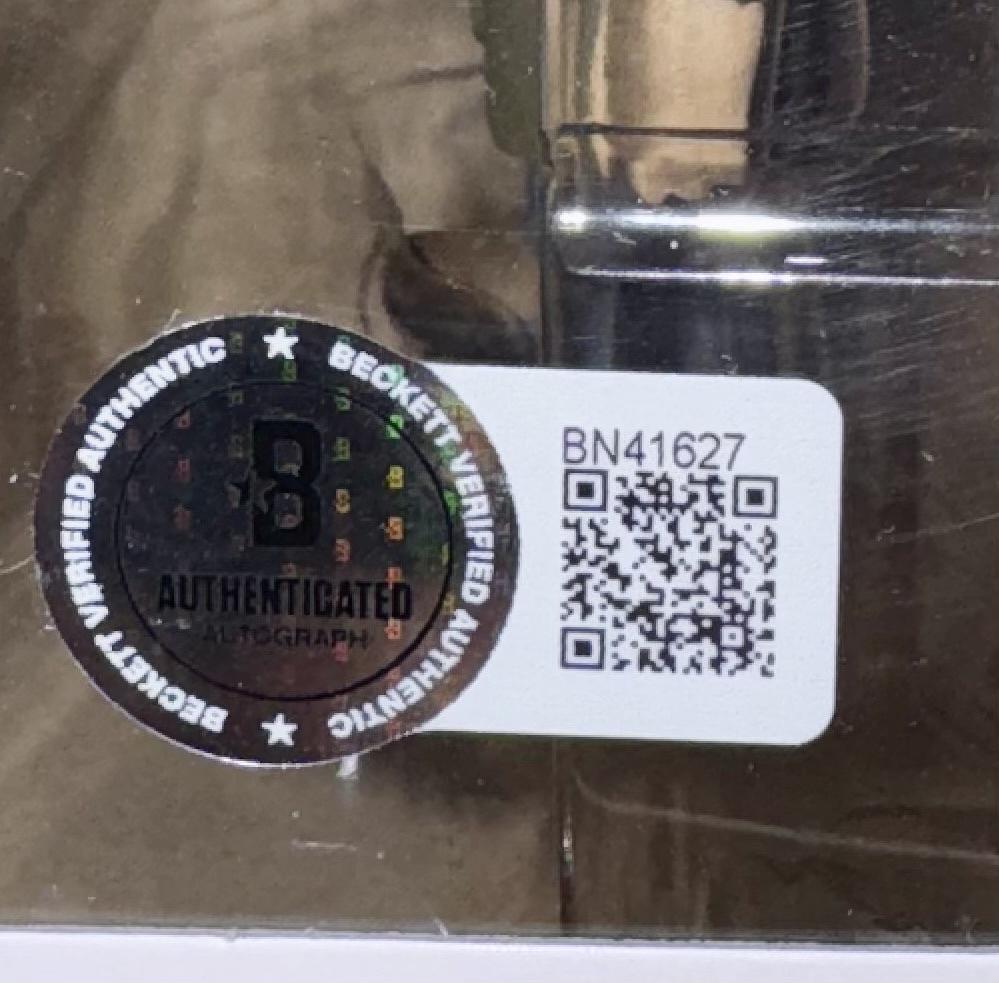 BECKETT VERIFIED AUTHENTIC ★ BECKETT VERIFIED AUTHENTIC ★
B
AUTHENTICATED
AUTOGRAPH
BN41627